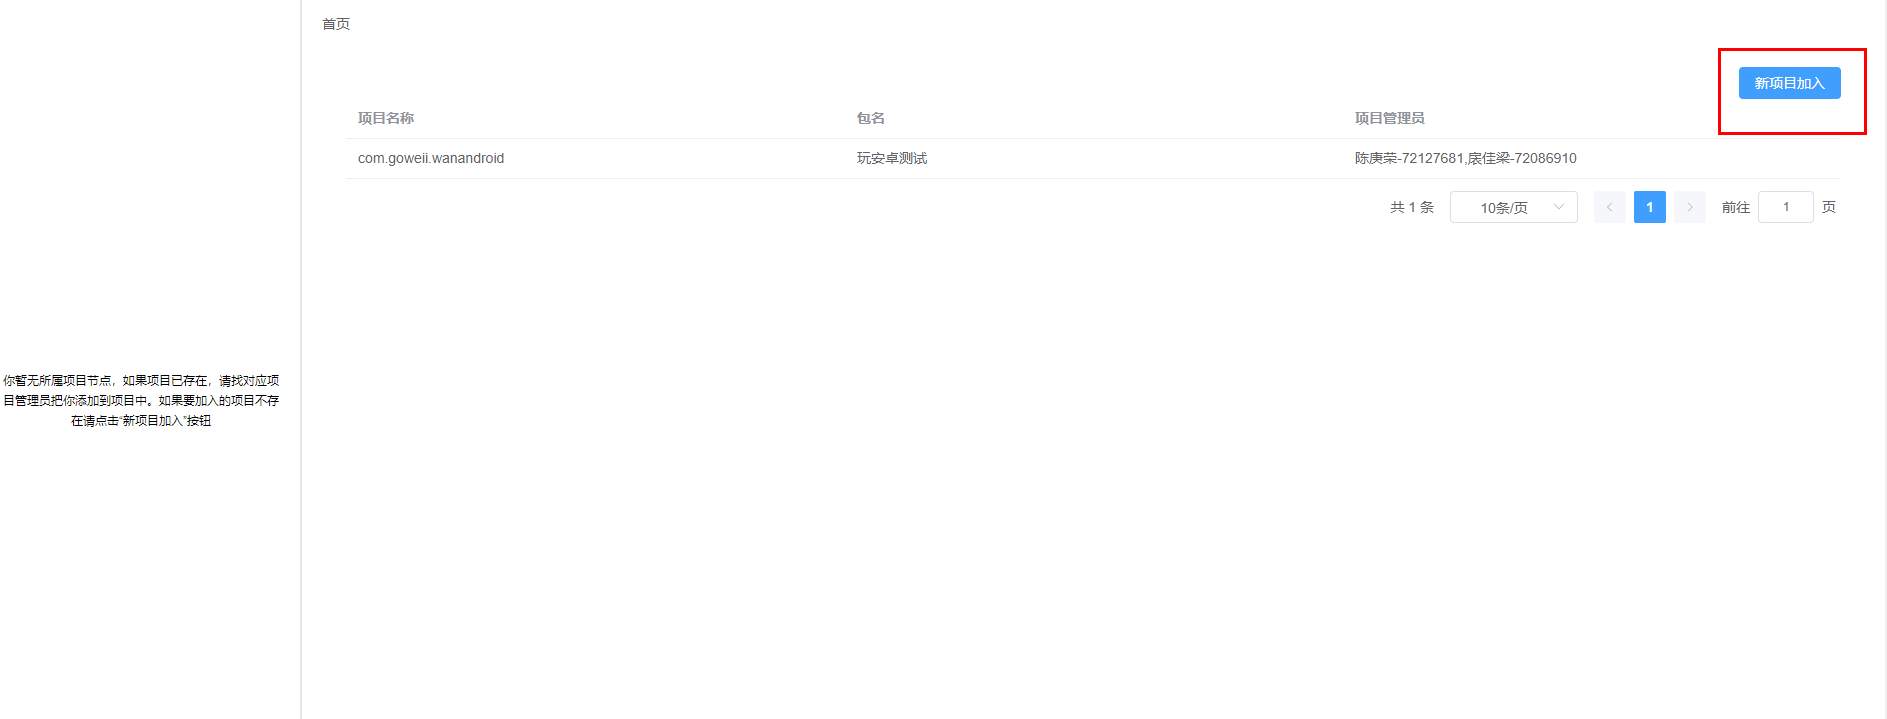 首页
新项目加入
项目名称 包名 项目管理员
com.goweii.wanandroid 玩安卓测试 陈庚荣-72127681,扆佳梁-72086910
共 1 条 10条/页 1 前往 1 页
你暂无所属项目节点，如果项目已存在，请找对应项
目管理员把你添加到项目中。如果要加入的项目不存
在请点击“新项目加入”按钮